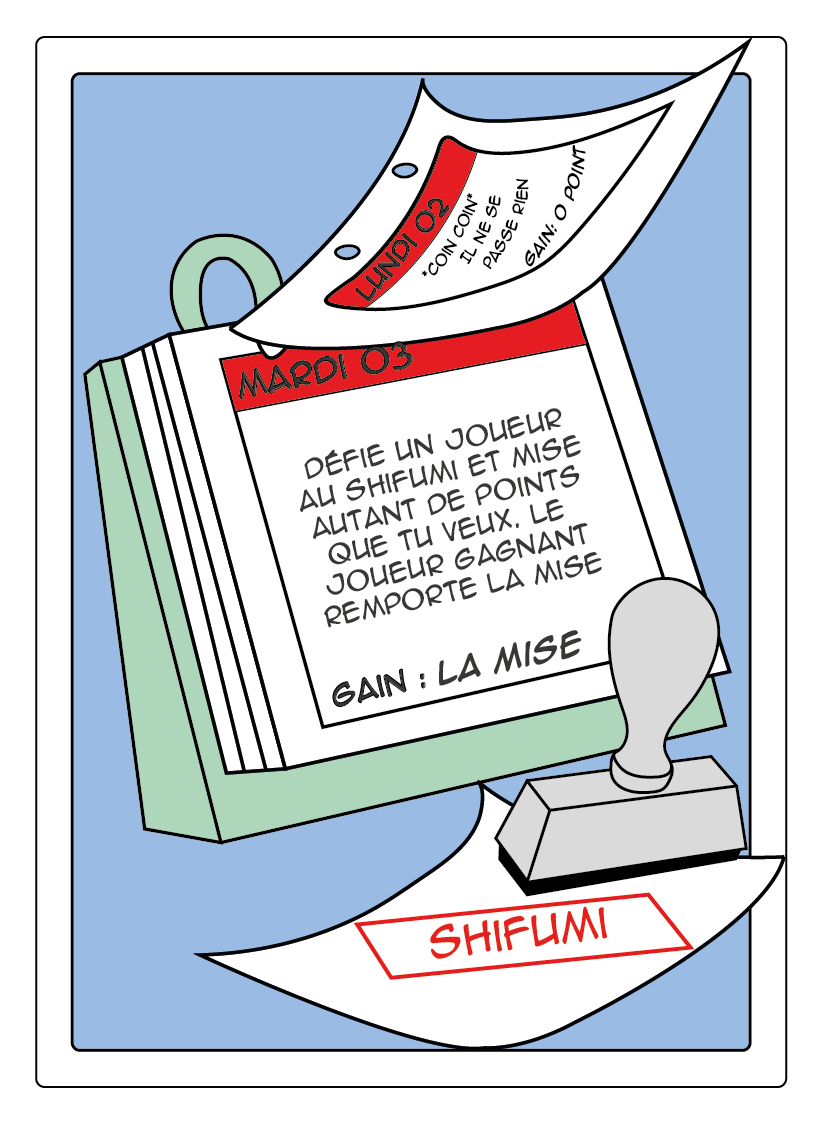 LUNDI 02
*COIN COIN*
IL NE SE
PASSE RIEN
GAIN: 0 POINT
MARDI 03
DÉFIE UN JOUEUR
AU SHIFUMI ET MISE
AUTANT DE POINTS
QUE TU VEUX. LE
JOUEUR GAGNANT
REMPORTE LA MISE
GAIN : LA MISE
SHIFUMI